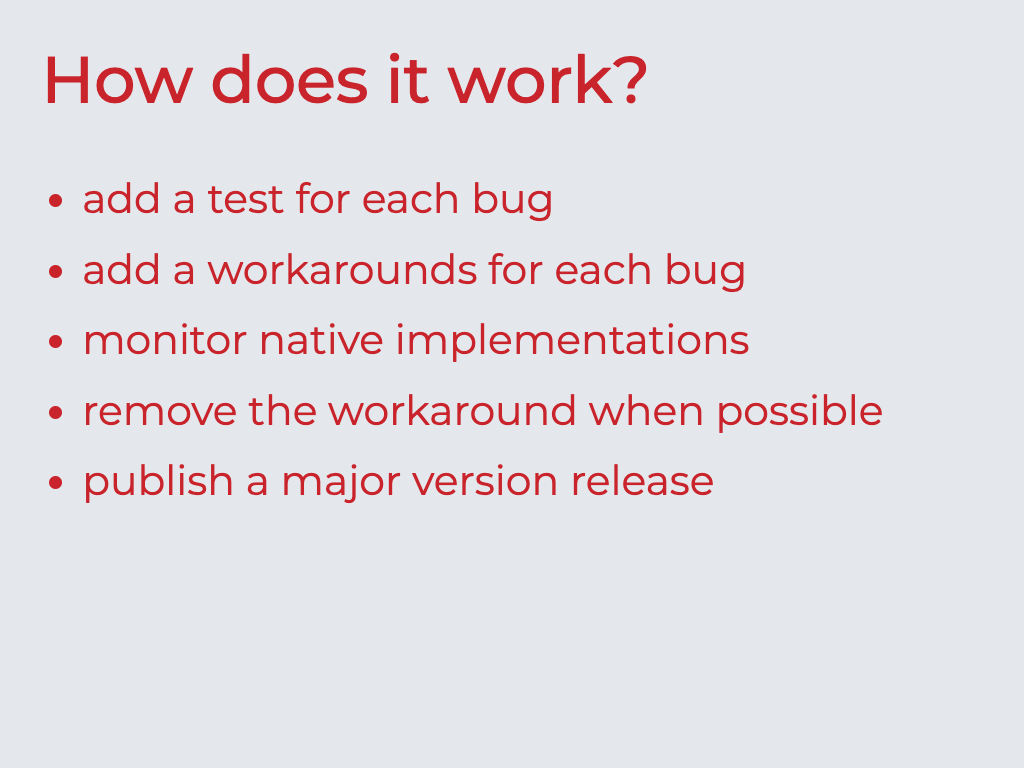 How does it work?
• add a test for each bug
• add a workarounds for each bug
• monitor native implementations
• remove the workaround when possible
• publish a major version release